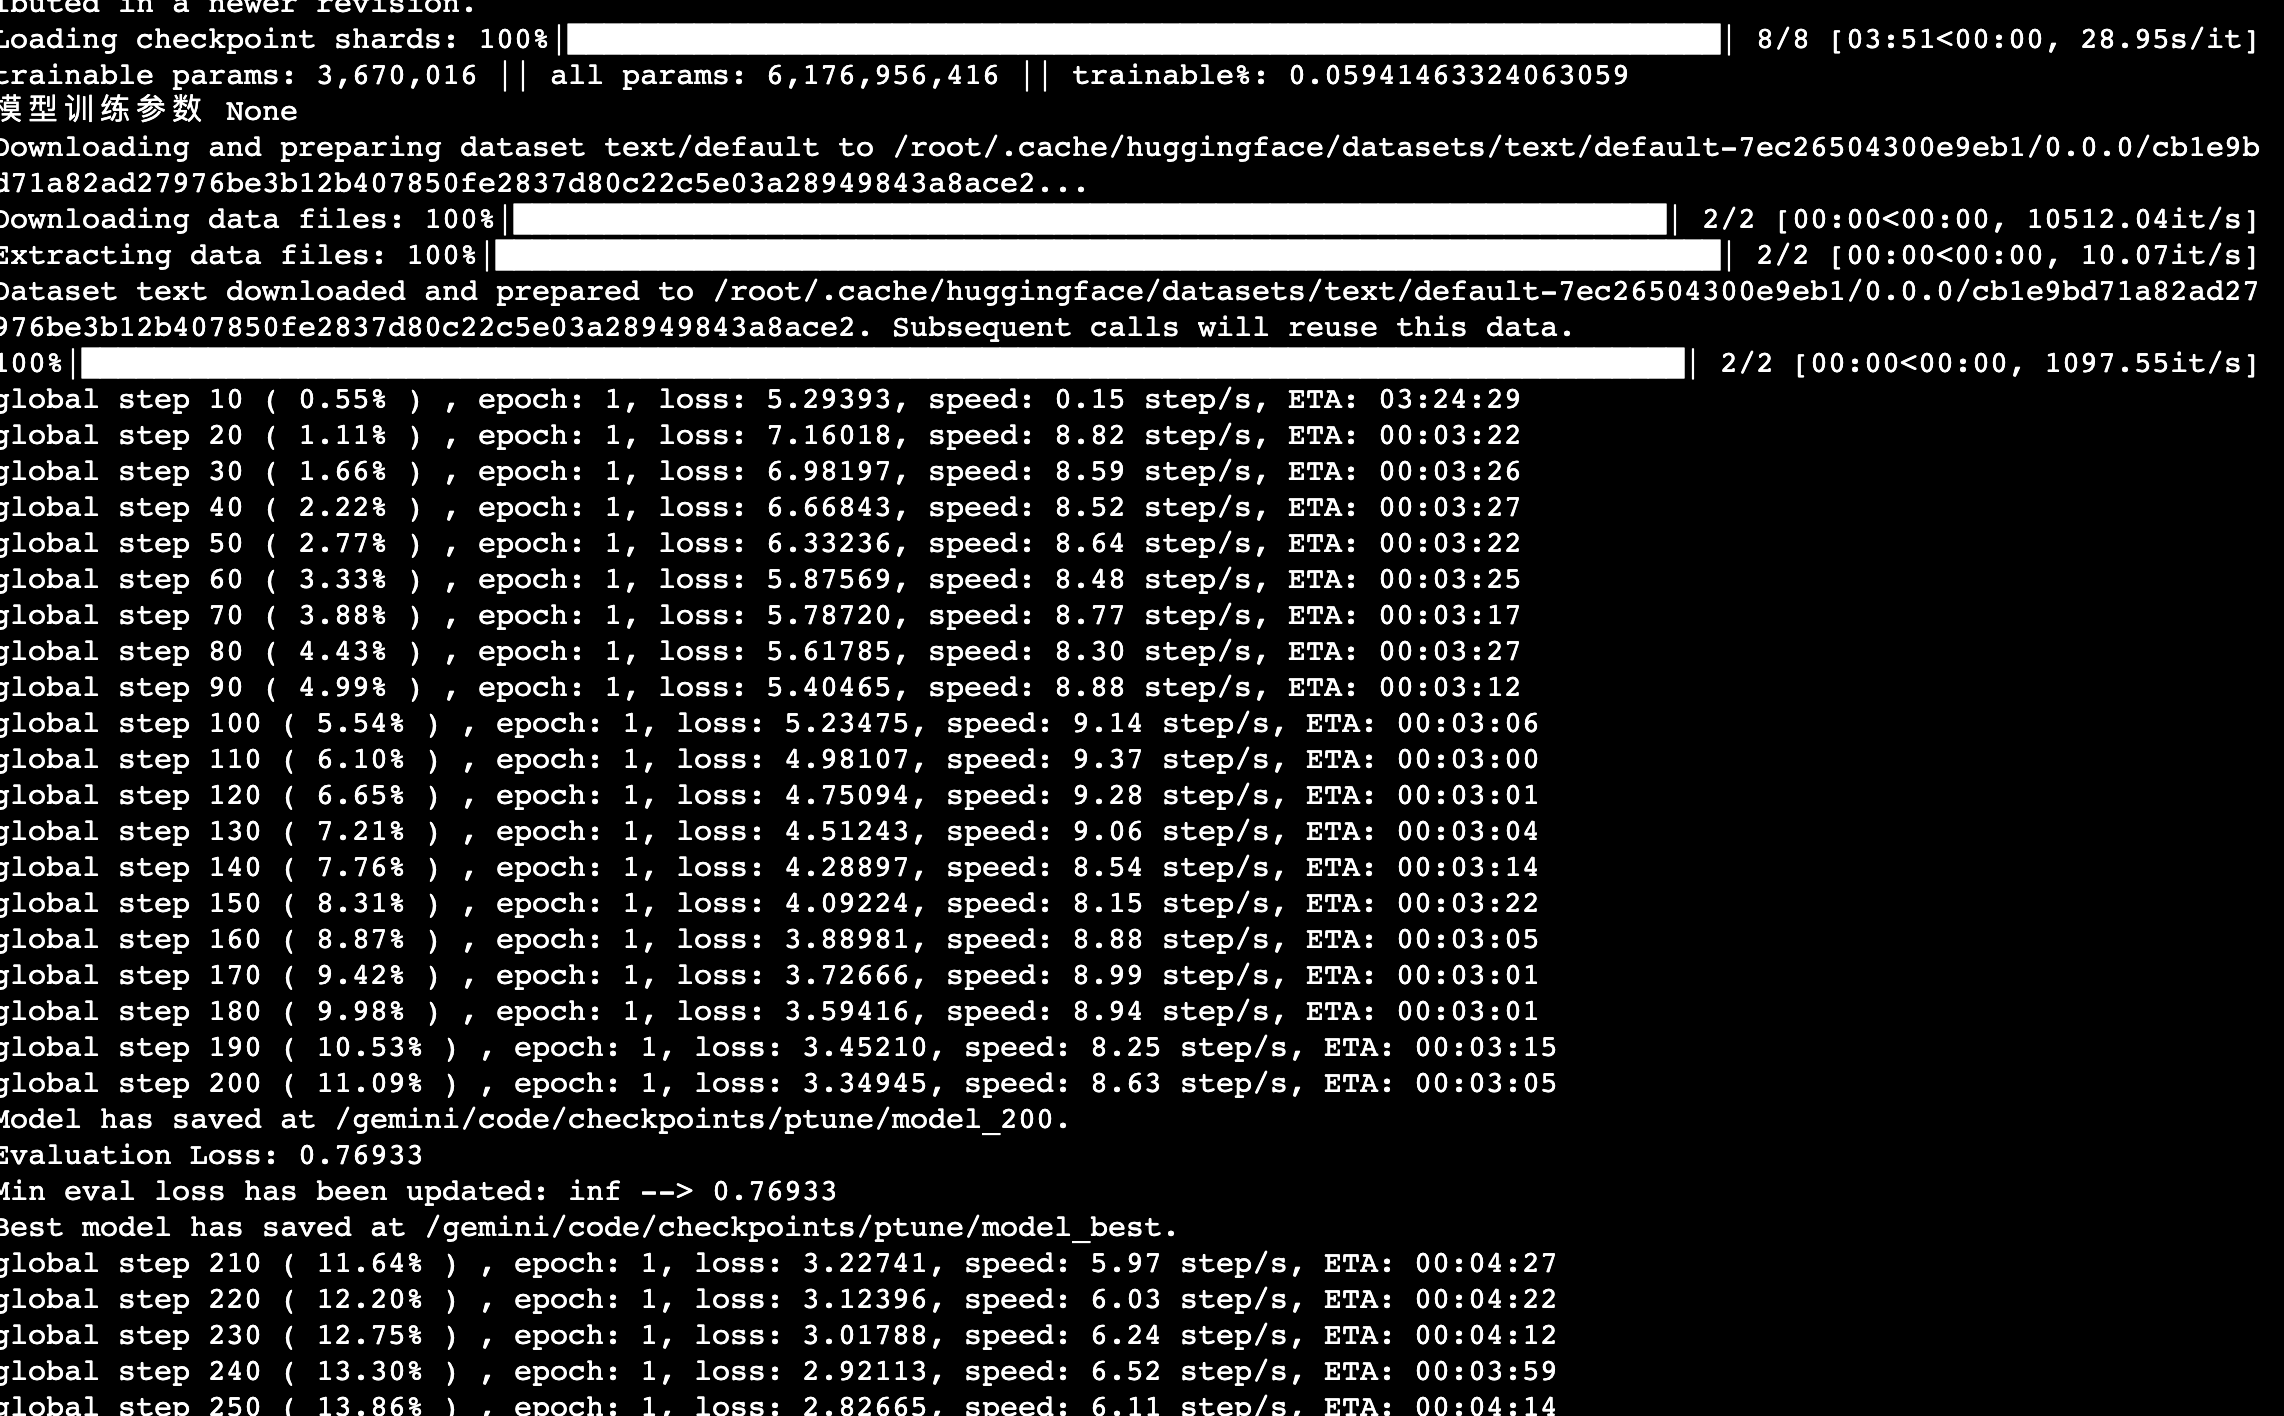 ibuted in a newer revision.
Loading checkpoint shards: 100%| | 8/8 [03:51<00:00, 28.95s/it]
trainable params: 3,670,016 || all params: 6,176,956,416 || trainable%: 0.05941463324063059
模型训练参数 None
Downloading and preparing dataset text/default to /root/.cache/huggingface/datasets/text/default-7ec26504300e9eb1/0.0.0/cb1e9b
d71a82ad27976be3b12b407850fe2837d80c22c5e03a28949843a8ace2...
Downloading data files: 100%| | 2/2 [00:00<00:00, 10512.04it/s]
Extracting data files: 100%| | 2/2 [00:00<00:00, 10.07it/s]
Dataset text downloaded and prepared to /root/.cache/huggingface/datasets/text/default-7ec26504300e9eb1/0.0.0/cb1e9bd71a82ad27
976be3b12b407850fe2837d80c22c5e03a28949843a8ace2. Subsequent calls will reuse this data.
100%| | 2/2 [00:00<00:00, 1097.55it/s]
global step 10 ( 0.55% ) , epoch: 1, loss: 5.29393, speed: 0.15 step/s, ETA: 03:24:29
global step 20 ( 1.11% ) , epoch: 1, loss: 7.16018, speed: 8.82 step/s, ETA: 00:03:22
global step 30 ( 1.66% ) , epoch: 1, loss: 6.98197, speed: 8.59 step/s, ETA: 00:03:26
global step 40 ( 2.22% ) , epoch: 1, loss: 6.66843, speed: 8.52 step/s, ETA: 00:03:27
global step 50 ( 2.77% ) , epoch: 1, loss: 6.33236, speed: 8.64 step/s, ETA: 00:03:22
global step 60 ( 3.33% ) , epoch: 1, loss: 5.87569, speed: 8.48 step/s, ETA: 00:03:25
global step 70 ( 3.88% ) , epoch: 1, loss: 5.78720, speed: 8.77 step/s, ETA: 00:03:17
global step 80 ( 4.43% ) , epoch: 1, loss: 5.61785, speed: 8.30 step/s, ETA: 00:03:27
global step 90 ( 4.99% ) , epoch: 1, loss: 5.40465, speed: 8.88 step/s, ETA: 00:03:12
global step 100 ( 5.54% ) , epoch: 1, loss: 5.23475, speed: 9.14 step/s, ETA: 00:03:06
global step 110 ( 6.10% ) , epoch: 1, loss: 4.98107, speed: 9.37 step/s, ETA: 00:03:00
global step 120 ( 6.65% ) , epoch: 1, loss: 4.75094, speed: 9.28 step/s, ETA: 00:03:01
global step 130 ( 7.21% ) , epoch: 1, loss: 4.51243, speed: 9.06 step/s, ETA: 00:03:04
global step 140 ( 7.76% ) , epoch: 1, loss: 4.28897, speed: 8.54 step/s, ETA: 00:03:14
global step 150 ( 8.31% ) , epoch: 1, loss: 4.09224, speed: 8.15 step/s, ETA: 00:03:22
global step 160 ( 8.87% ) , epoch: 1, loss: 3.88981, speed: 8.88 step/s, ETA: 00:03:05
global step 170 ( 9.42% ) , epoch: 1, loss: 3.72666, speed: 8.99 step/s, ETA: 00:03:01
global step 180 ( 9.98% ) , epoch: 1, loss: 3.59416, speed: 8.94 step/s, ETA: 00:03:01
global step 190 ( 10.53% ) , epoch: 1, loss: 3.45210, speed: 8.25 step/s, ETA: 00:03:15
global step 200 ( 11.09% ) , epoch: 1, loss: 3.34945, speed: 8.63 step/s, ETA: 00:03:05
Model has saved at /gemini/code/checkpoints/ptune/model_200.
Evaluation Loss: 0.76933
Min eval loss has been updated: inf --> 0.76933
Best model has saved at /gemini/code/checkpoints/ptune/model_best.
global step 210 ( 11.64% ) , epoch: 1, loss: 3.22741, speed: 5.97 step/s, ETA: 00:04:27
global step 220 ( 12.20% ) , epoch: 1, loss: 3.12396, speed: 6.03 step/s, ETA: 00:04:22
global step 230 ( 12.75% ) , epoch: 1, loss: 3.01788, speed: 6.24 step/s, ETA: 00:04:12
global step 240 ( 13.30% ) , epoch: 1, loss: 2.92113, speed: 6.52 step/s, ETA: 00:03:59
global step 250 ( 13.86% ) , epoch: 1, loss: 2.82665, speed: 6.11 step/s, ETA: 00:04:14